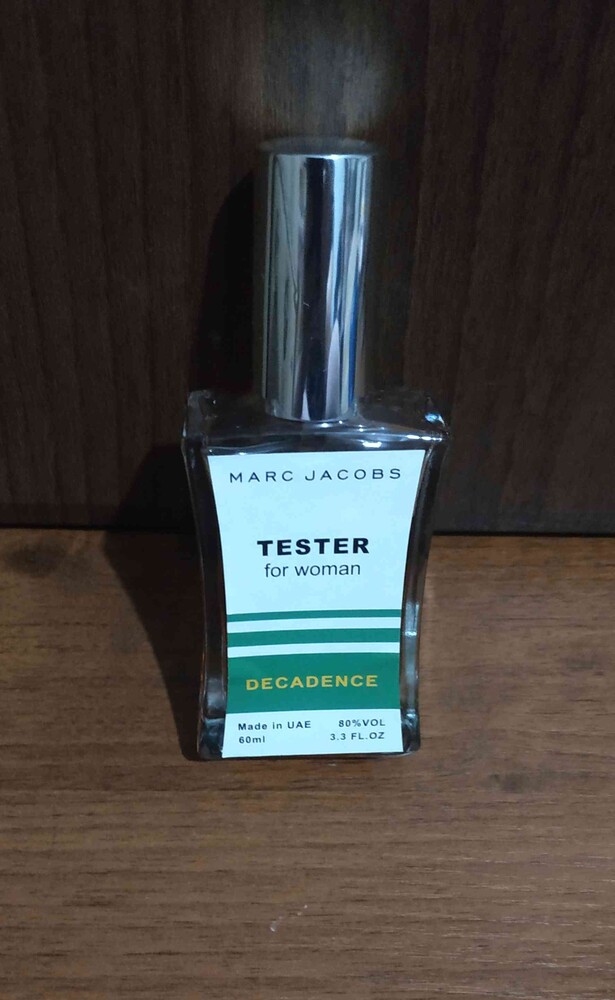 MARC JACOBS
TESTER
for woman
DECADENCE
Made in UAE 80%VOL
60ml 3.3 FL.OZ